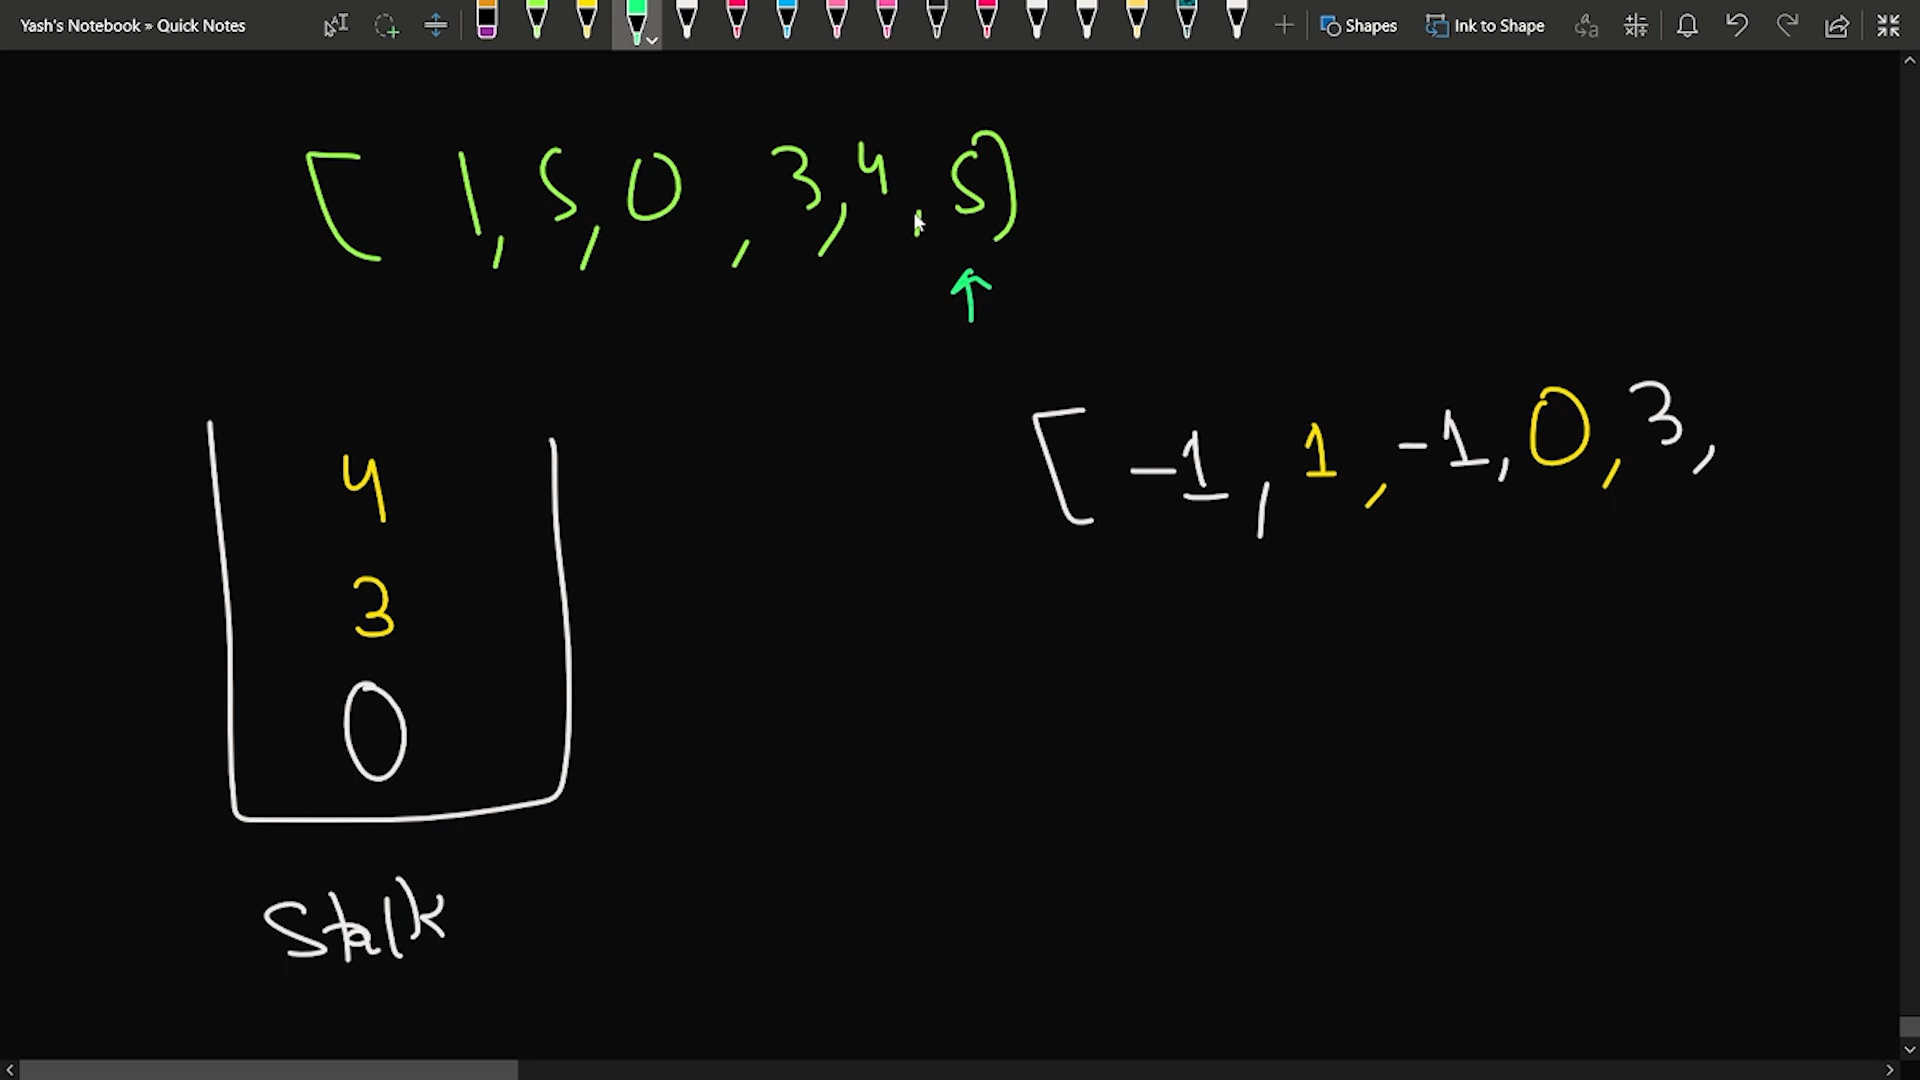 Yash's Notebook » Quick Notes
Shapes
Ink to Shape
[ 1, 5, 0 , 3, 4, 5]
[ -1, 1, -1, 0, 3,
4
3
0
Stalk